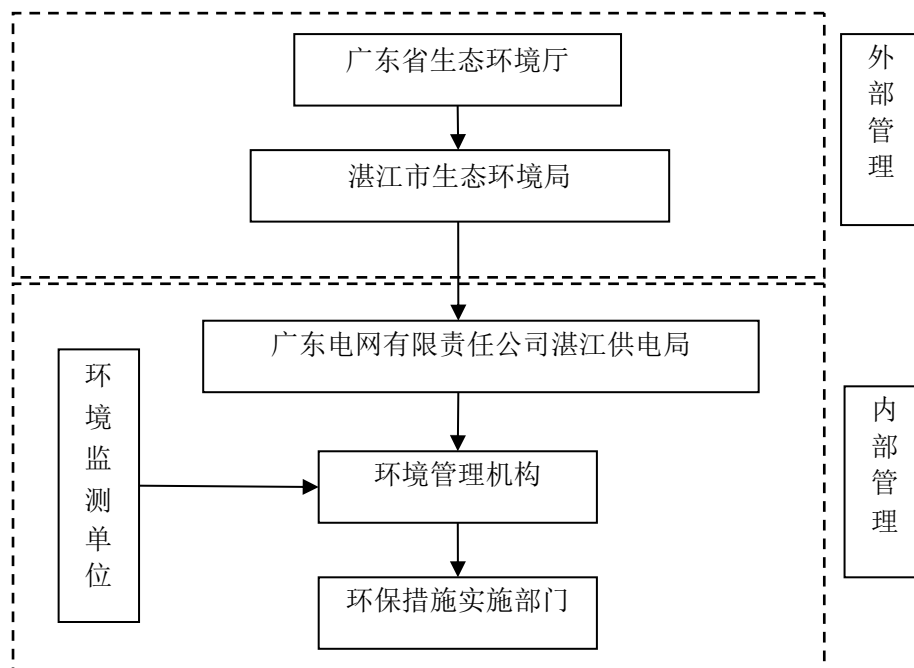 广东省生态环境厅
外部管理
湛江市生态环境局
广东电网有限责任公司湛江供电局
环境监测单位
内部管理
环境管理机构
环保措施实施部门